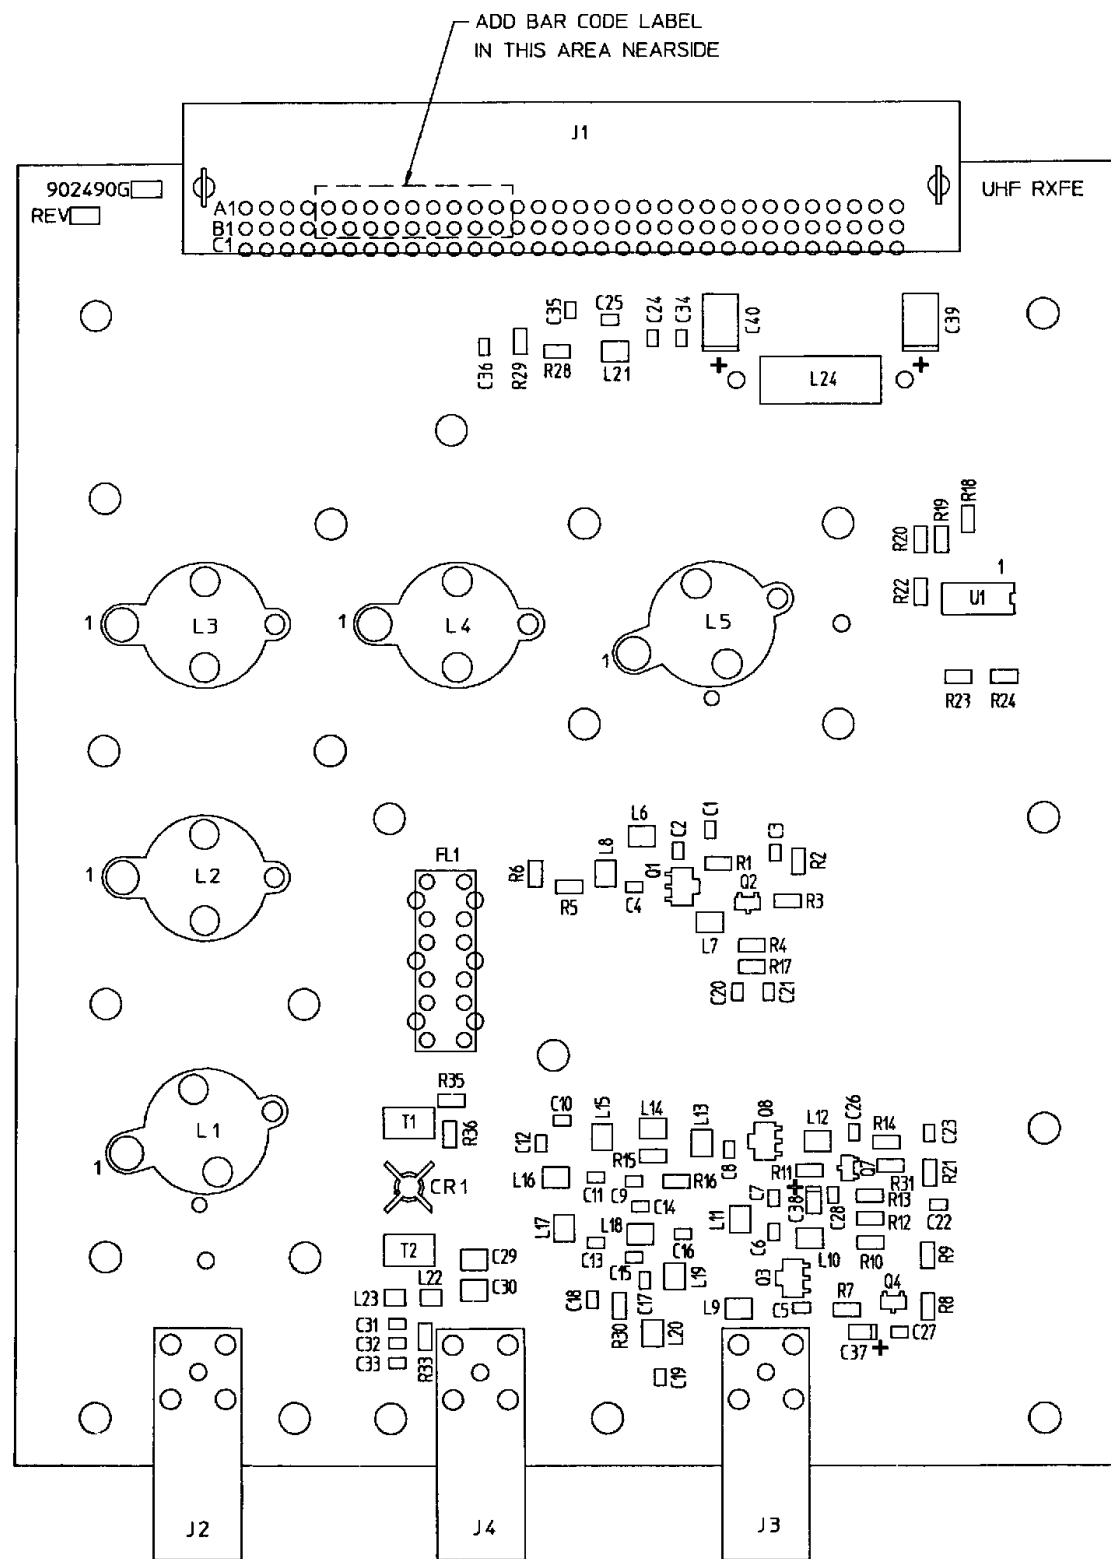 ADD BAR CODE LABEL
IN THIS AREA NEARSIDE
J1
902490G
UHF RXFE
REV
A1
B1
C1
C35
C25
C24
C34
C40
C39
C36
R29
R28
L21
+
+
L24
R18
R19
R20
1
R22
U1
1
L3
1
L4
1
L5
R23
R24
L6
C1
C2
C3
L8
FL1
R6
Q1
R1
R2
1
L2
R5
C4
Q2
R3
L7
R4
R17
C20
C21
R35
T1
R36
C10
L15
L14
L13
Q8
L12
C26
R14
C23
1
L1
C12
R15
C8
R11
Q7
R21
CR1
L16
C11
C9
R16
C7
+
C38
C28
R31
R13
C14
L11
R12
C22
L17
L18
C16
C6
T2
C13
L10
R10
R9
C29
C15
L19
Q3
L22
C30
C17
Q4
L23
C18
R30
L9
C5
R7
R8
C31
L20
C32
R33
C37
+
C27
C33
C19
J2
J4
J3